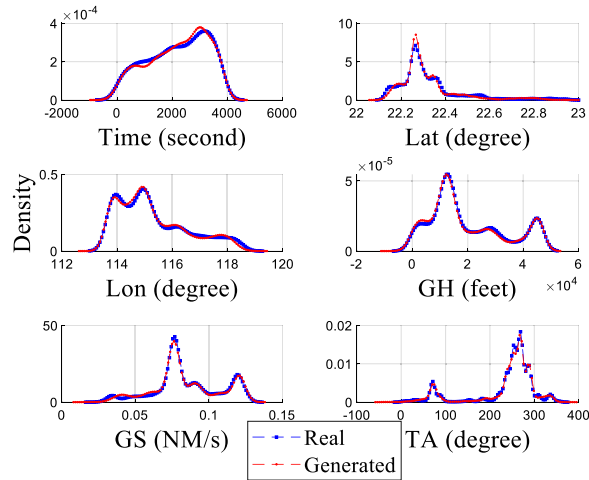 ×10⁻⁴
4
2
0
-2000 0 2000 4000 6000
Time (second)
10
5
0
22 22.2 22.4 22.6 22.8 23
Lat (degree)
Density
0.5
0
112 114 116 118 120
Lon (degree)
×10⁻⁵
5
0
-2 0 2 4 6
×10⁴
GH (feet)
50
0
0 0.05 0.1 0.15
GS (NM/s)
0.02
0.01
0
-100 0 100 200 300 400
TA (degree)
Real
Generated